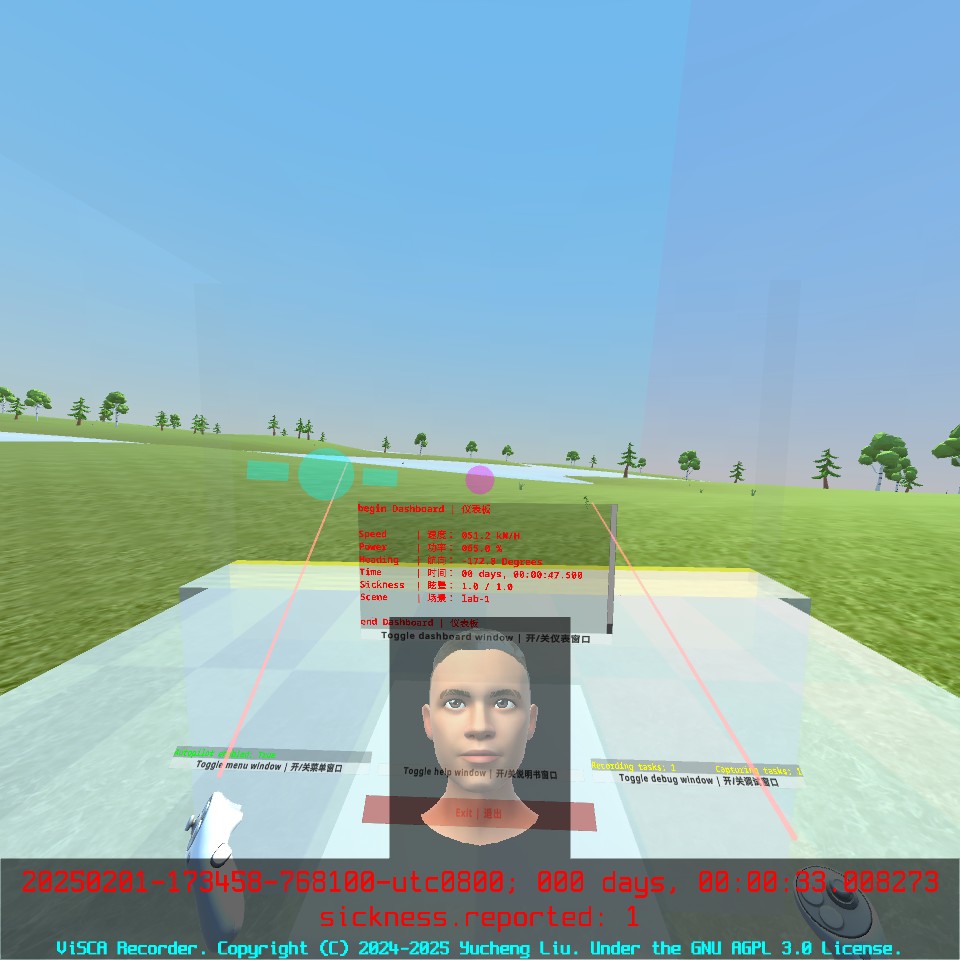 begin Dashboard | 仪表板
Speed | 速度： 051.2 kM/H
Power | 功率： 095.0 %
Heading | 航向： -172.8 Degrees
Time | 时间： 00 days, 00:00:47.500
Sickness | 眩晕： 1.0 / 1.0
Scene | 场景： lab-1
end Dashboard | 仪表板
Toggle dashboard window | 开/关仪表窗口
Autopilot enabled.
Toggle menu window | 开/关菜单窗口
Toggle help window | 开/关说明书窗口
Recording tasks: 1 Capturing tasks: 1
Toggle debug window | 开/关调试窗口
Exit | 退出
20250201-173458-768100-utc0800; 000 days, 00:00:33.008273
sickness.reported: 1
ViSCA Recorder. Copyright (C) 2024-2025 Yucheng Liu. Under the GNU AGPL 3.0 License.